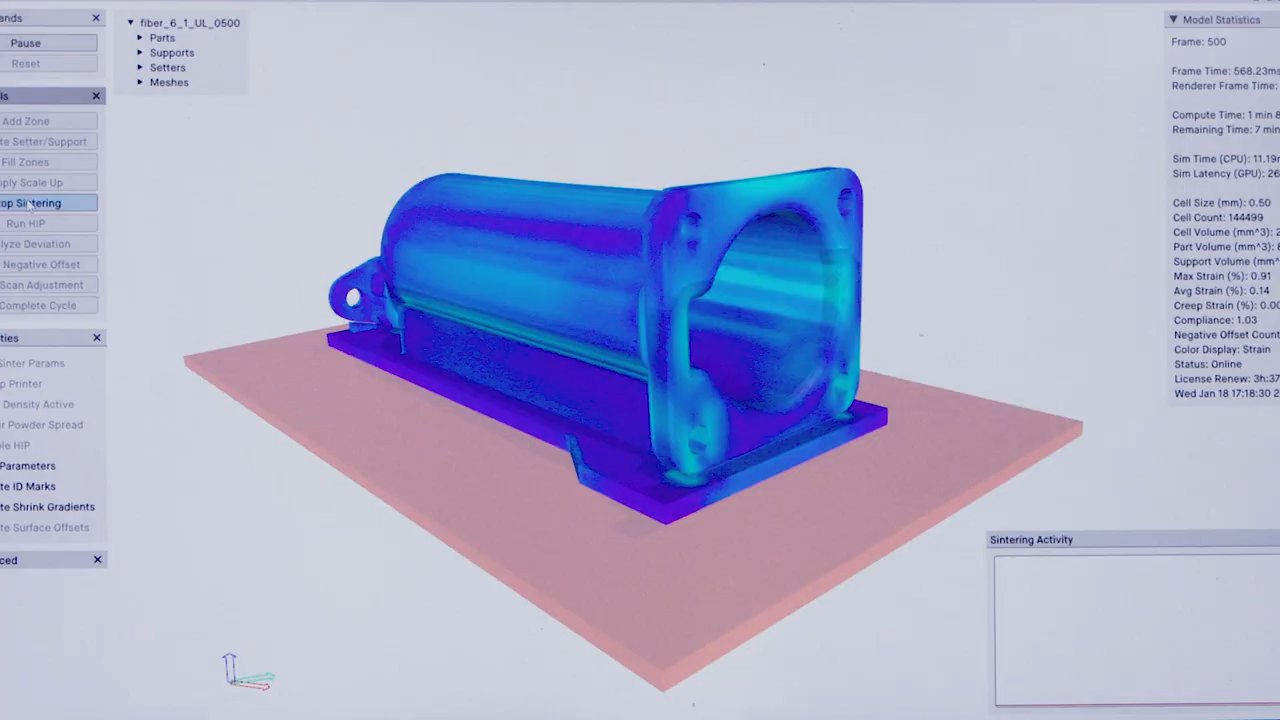 ands
Pause
Reset
ls
Add Zone
te Setter/Support
Fill Zones
pply Scale Up
top Sintering
Run HIP
lyze Deviation
Negative Offset
Scan Adjustment
Complete Cycle
ties
Sinter Params
p Printer
Density Active
r Powder Spread
le HIP
Parameters
te ID Marks
te Shrink Gradients
te Surface Offsets
ced
fiber_6_1_UL_0500
Parts
Supports
Setters
Meshes
Model Statistics
Frame: 500
Frame Time: 568.23ms
Renderer Frame Time:
Compute Time: 1 min 8
Remaining Time: 7 min
Sim Time (CPU): 11.19m
Sim Latency (GPU): 26
Cell Size (mm): 0.50
Cell Count: 144499
Cell Volume (mm^3): 2
Part Volume (mm^3):
Support Volume (mm^
Max Strain (%): 0.91
Avg Strain (%): 0.14
Creep Strain (%): 0.00
Compliance: 1.03
Negative Offset Count
Color Display: Strain
Status: Online
License Renew: 3h:37
Wed Jan 18 17:18:30 2
Sintering Activity